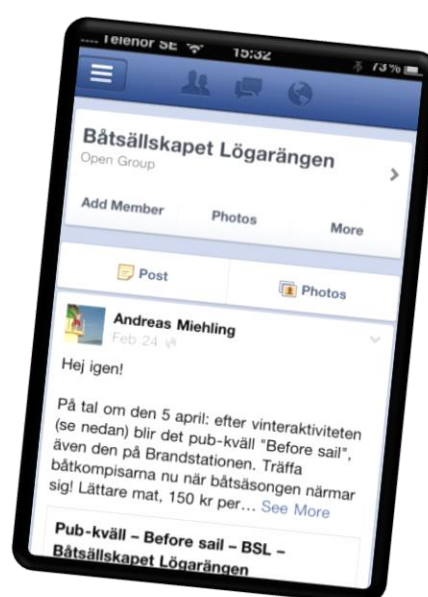 Telenor SE 15:32 73%
Båtsällskapet Lögarängen
Open Group
Add Member Photos More
Post Photos
Andreas Miehling
Feb 24
Hej igen!
På tal om den 5 april: efter vinteraktiviteten
(se nedan) blir det pub-kväll "Before sail",
även den på Brandstationen. Träffa
båtkompisarna nu när båtsäsongen närmar
sig! Lättare mat, 150 kr per… See More
Pub-kväll – Before sail – BSL –
Båtsällskapet Lögarängen